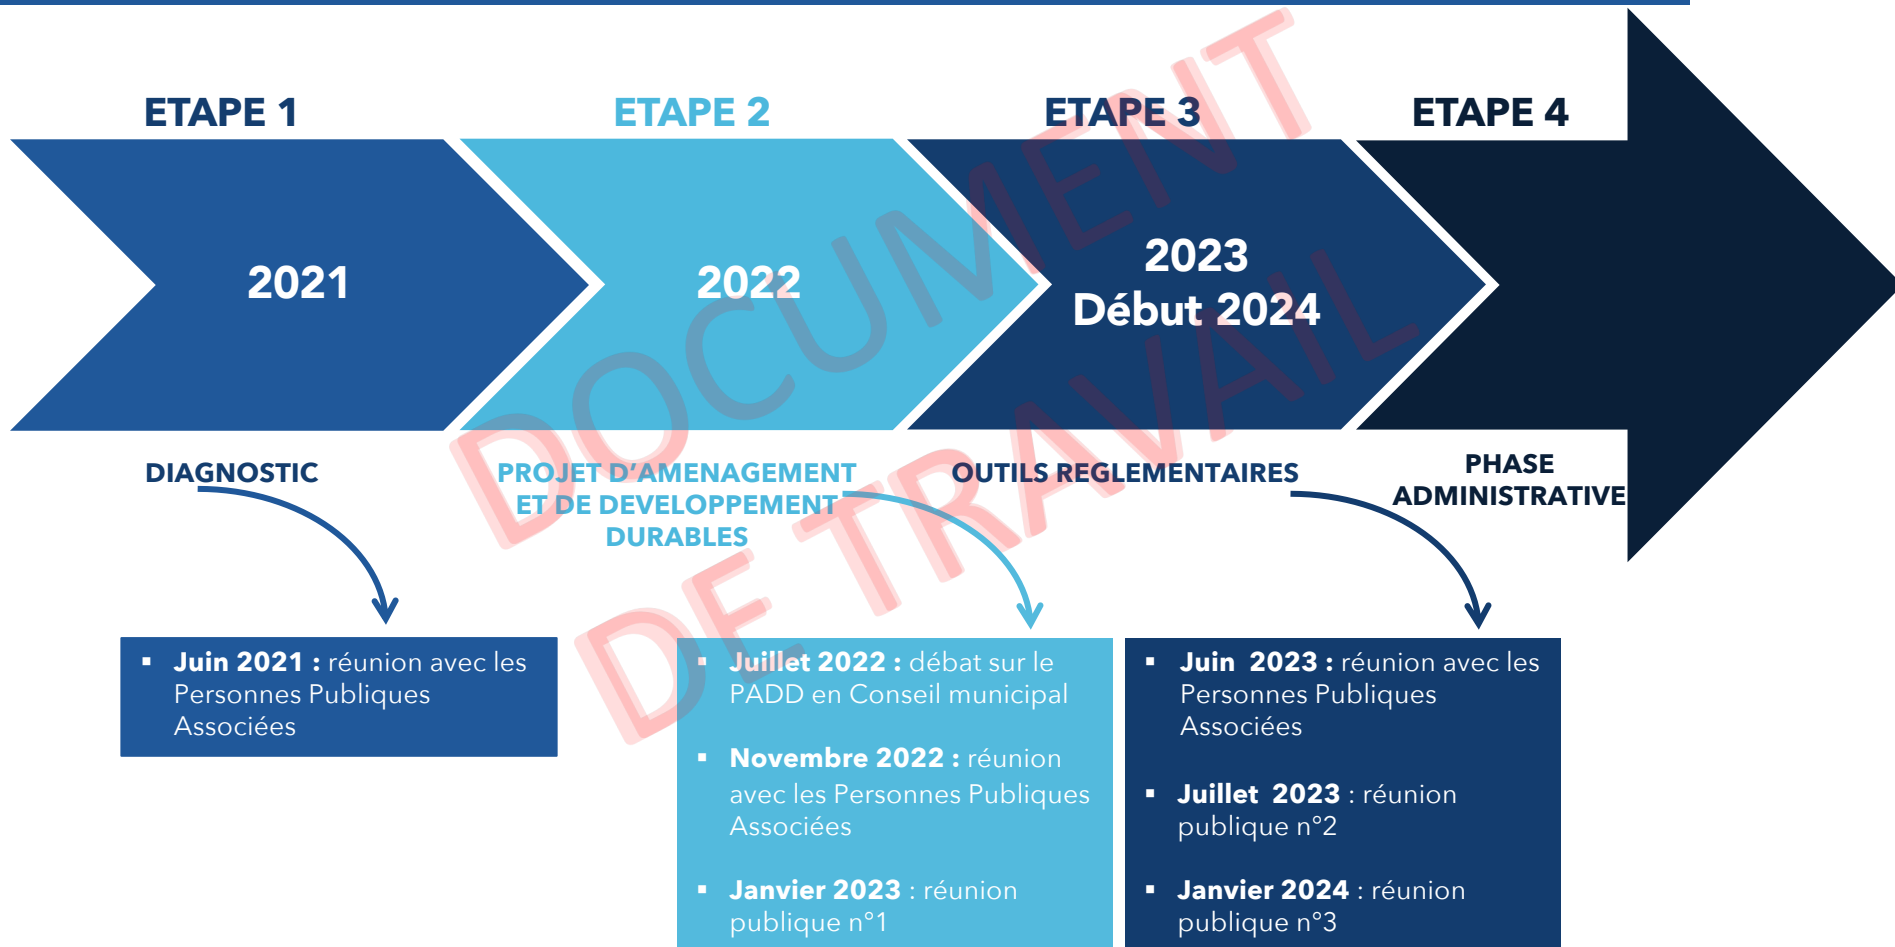 ETAPE 1
ETAPE 2
ETAPE 3
ETAPE 4
2021
2022
2023
Début 2024
DIAGNOSTIC
PROJET D’AMENAGEMENT
ET DE DEVELOPPEMENT
DURABLES
OUTILS REGLEMENTAIRES
PHASE
ADMINISTRATIVE
▪ Juin 2021 : réunion avec les
Personnes Publiques
Associées
▪ Juillet 2022 : débat sur le
PADD en Conseil municipal
▪ Novembre 2022 : réunion
avec les Personnes Publiques
Associées
▪ Janvier 2023 : réunion
publique n°1
▪ Juin 2023 : réunion avec les
Personnes Publiques
Associées
▪ Juillet 2023 : réunion
publique n°2
▪ Janvier 2024 : réunion
publique n°3
DOCUMENT
DE TRAVAIL